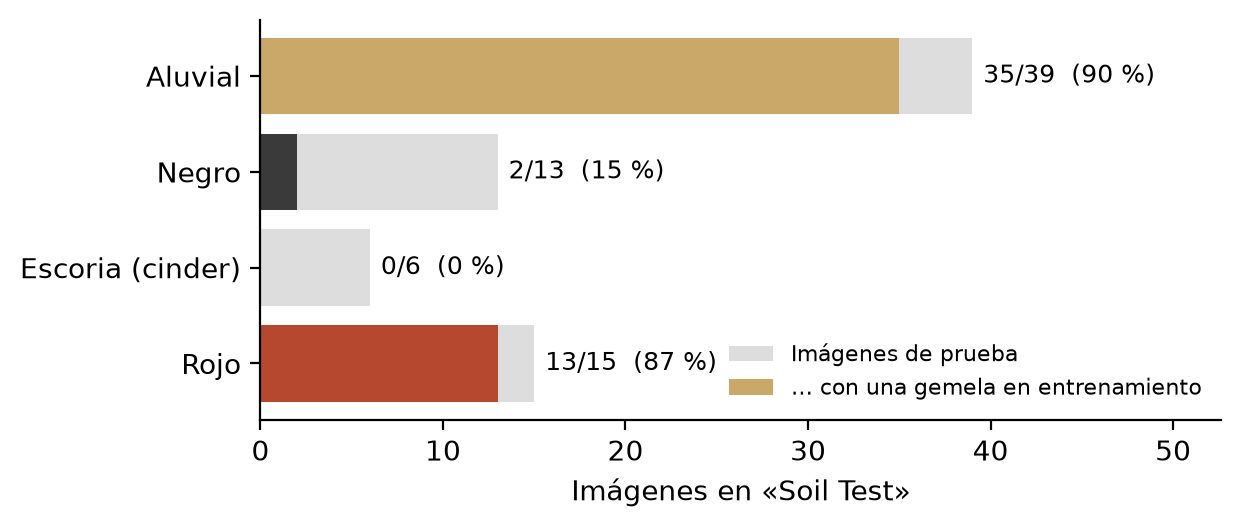 Aluvial
35/39 (90 %)
Negro
2/13 (15 %)
Escoria (cinder)
0/6 (0 %)
Rojo
13/15 (87 %)
Imágenes de prueba
... con una gemela en entrenamiento
0 10 20 30 40 50
Imágenes en «Soil Test»